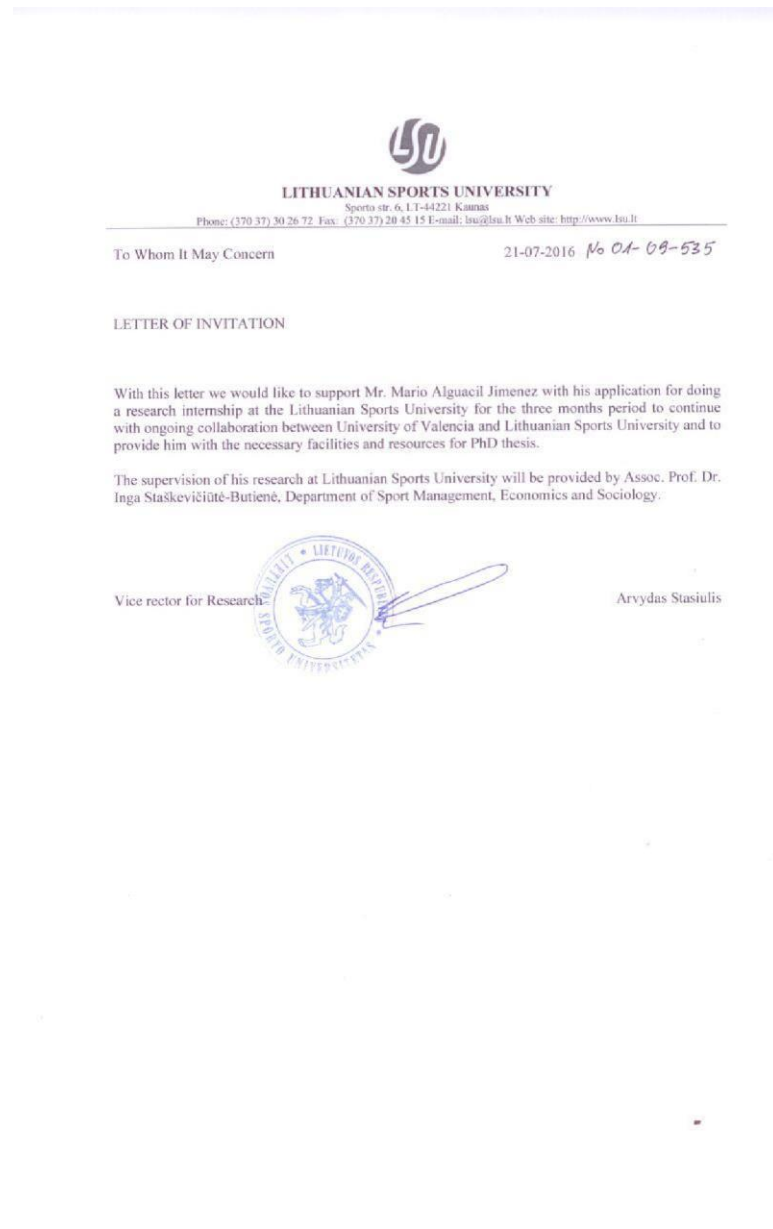 LSU
LITHUANIAN SPORTS UNIVERSITY
Sporto str. 6, LT-44221 Kaunas
Phone: (370 37) 30 26 72 Fax: (370 37) 20 45 15 E-mail: lsu@lsu.lt Web site: http://www.lsu.lt
To Whom It May Concern 21-07-2016 No 01-09-535
LETTER OF INVITATION
With this letter we would like to support Mr. Mario Alguacil Jimenez with his application for doing
a research internship at the Lithuanian Sports University for the three months period to continue
with ongoing collaboration between University of Valencia and Lithuanian Sports University and to
provide him with the necessary facilities and resources for PhD thesis.
The supervision of his research at Lithuanian Sports University will be provided by Assoc. Prof. Dr.
Inga Staškevičiūtė-Butienė, Department of Sport Management, Economics and Sociology.
LIETUVOS
SPORTO UNIVERSITETAS
Vice rector for Research Arvydas Stasiulis